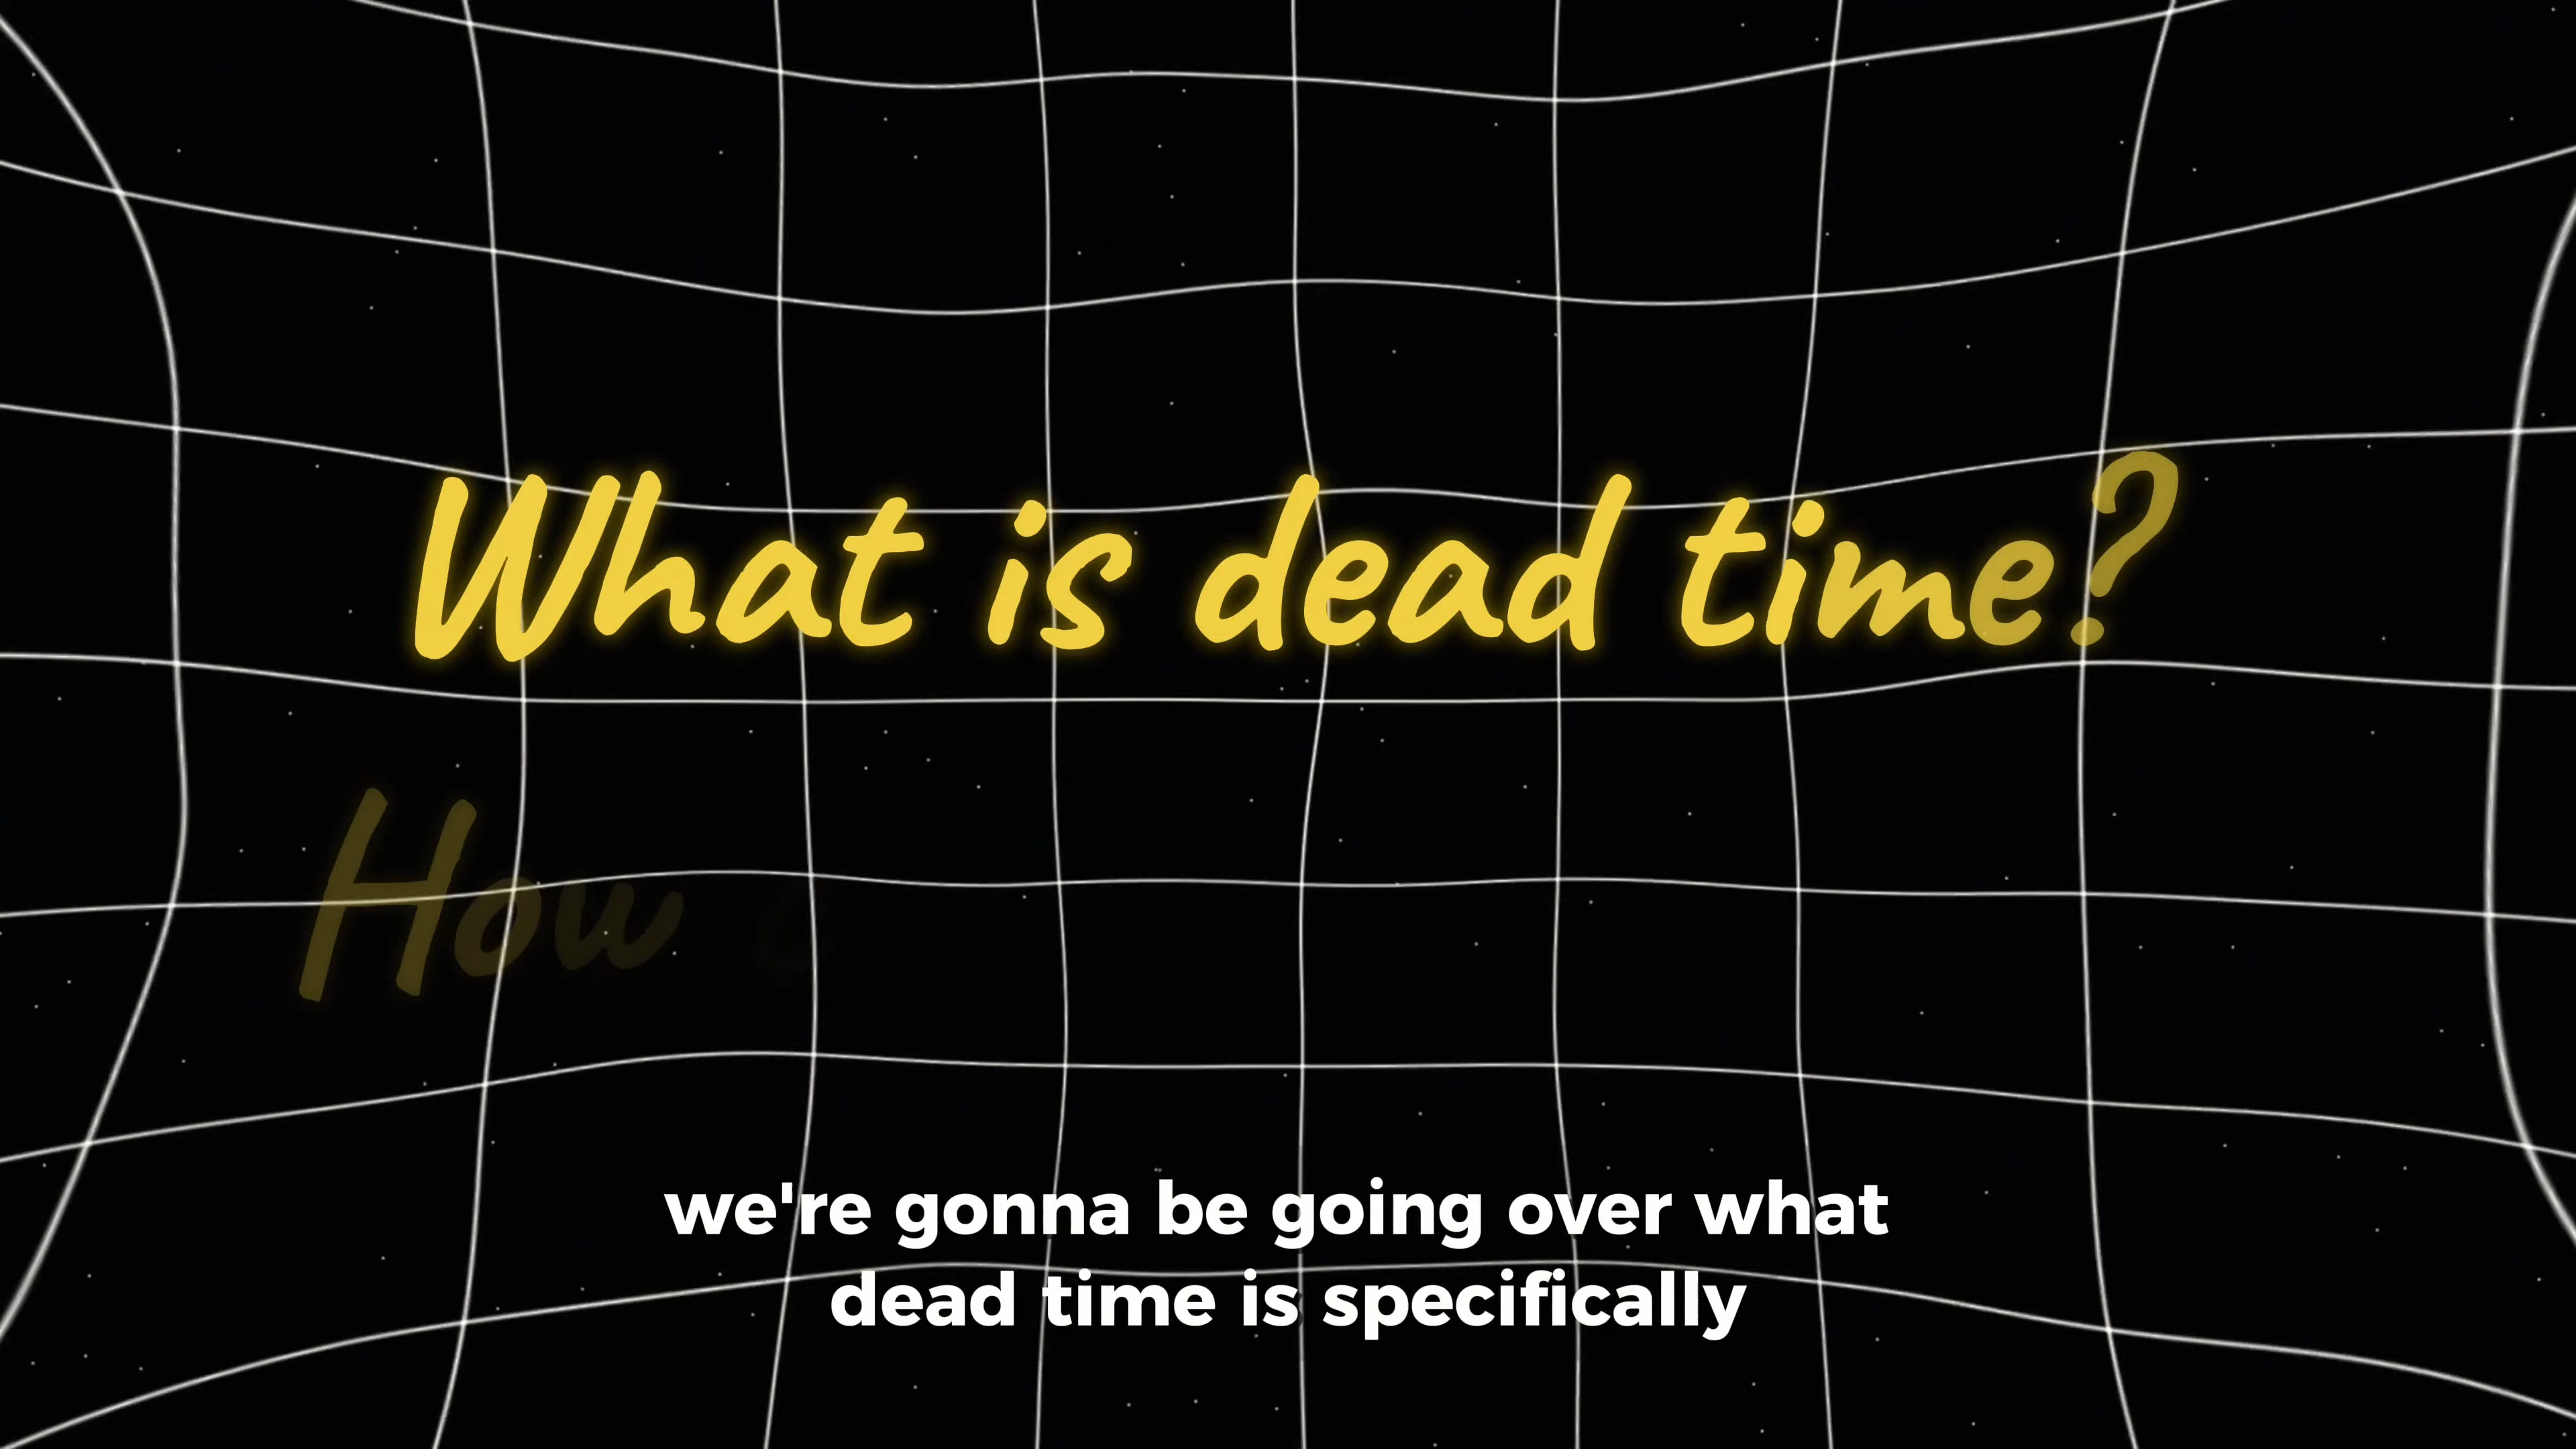 What is dead time?
How
we're gonna be going over what
dead time is specifically